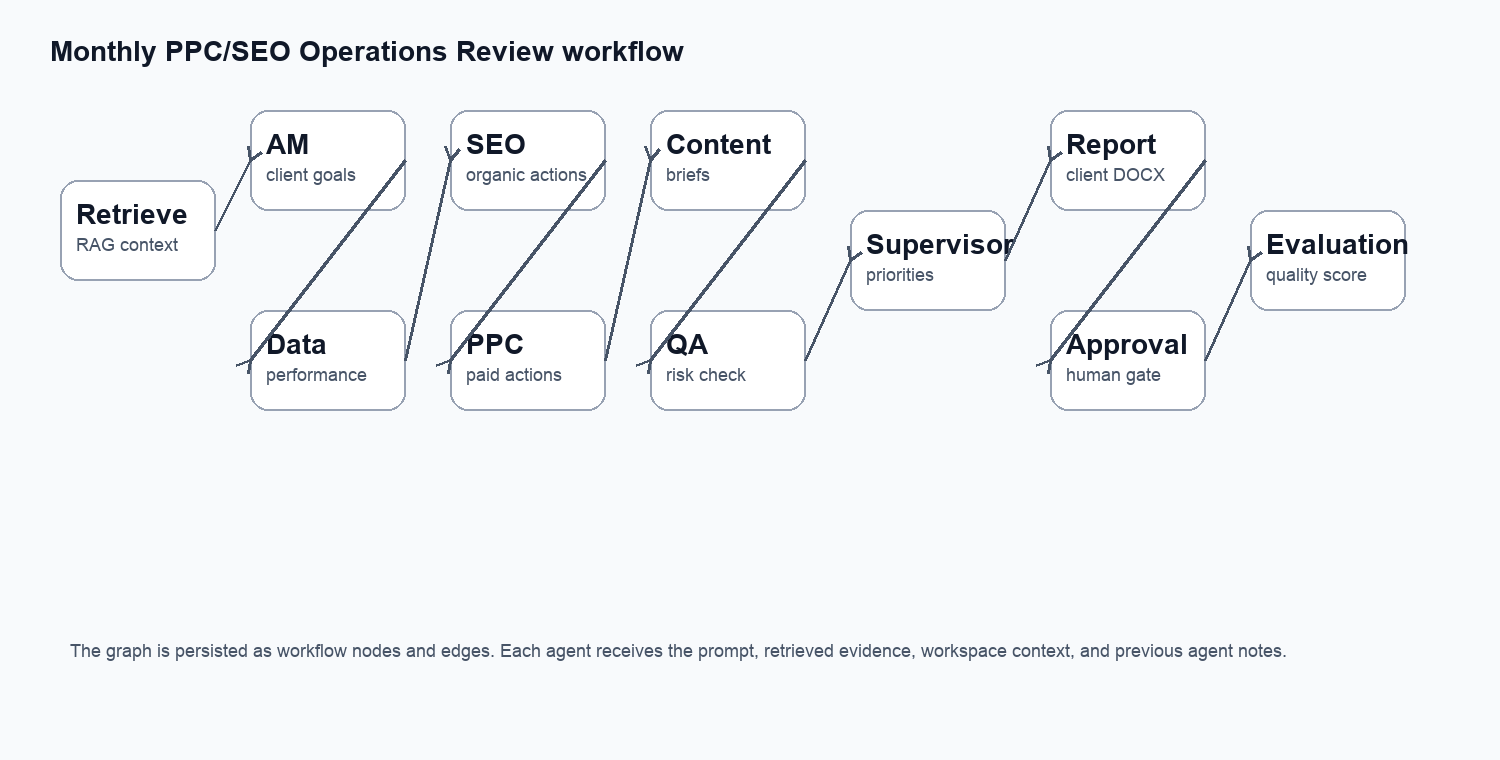 Monthly PPC/SEO Operations Review workflow
Retrieve
RAG context
AM
client goals
Data
performance
SEO
organic actions
PPC
paid actions
Content
briefs
QA
risk check
Supervisor
priorities
Report
client DOCX
Approval
human gate
Evaluation
quality score
The graph is persisted as workflow nodes and edges. Each agent receives the prompt, retrieved evidence, workspace context, and previous agent notes.